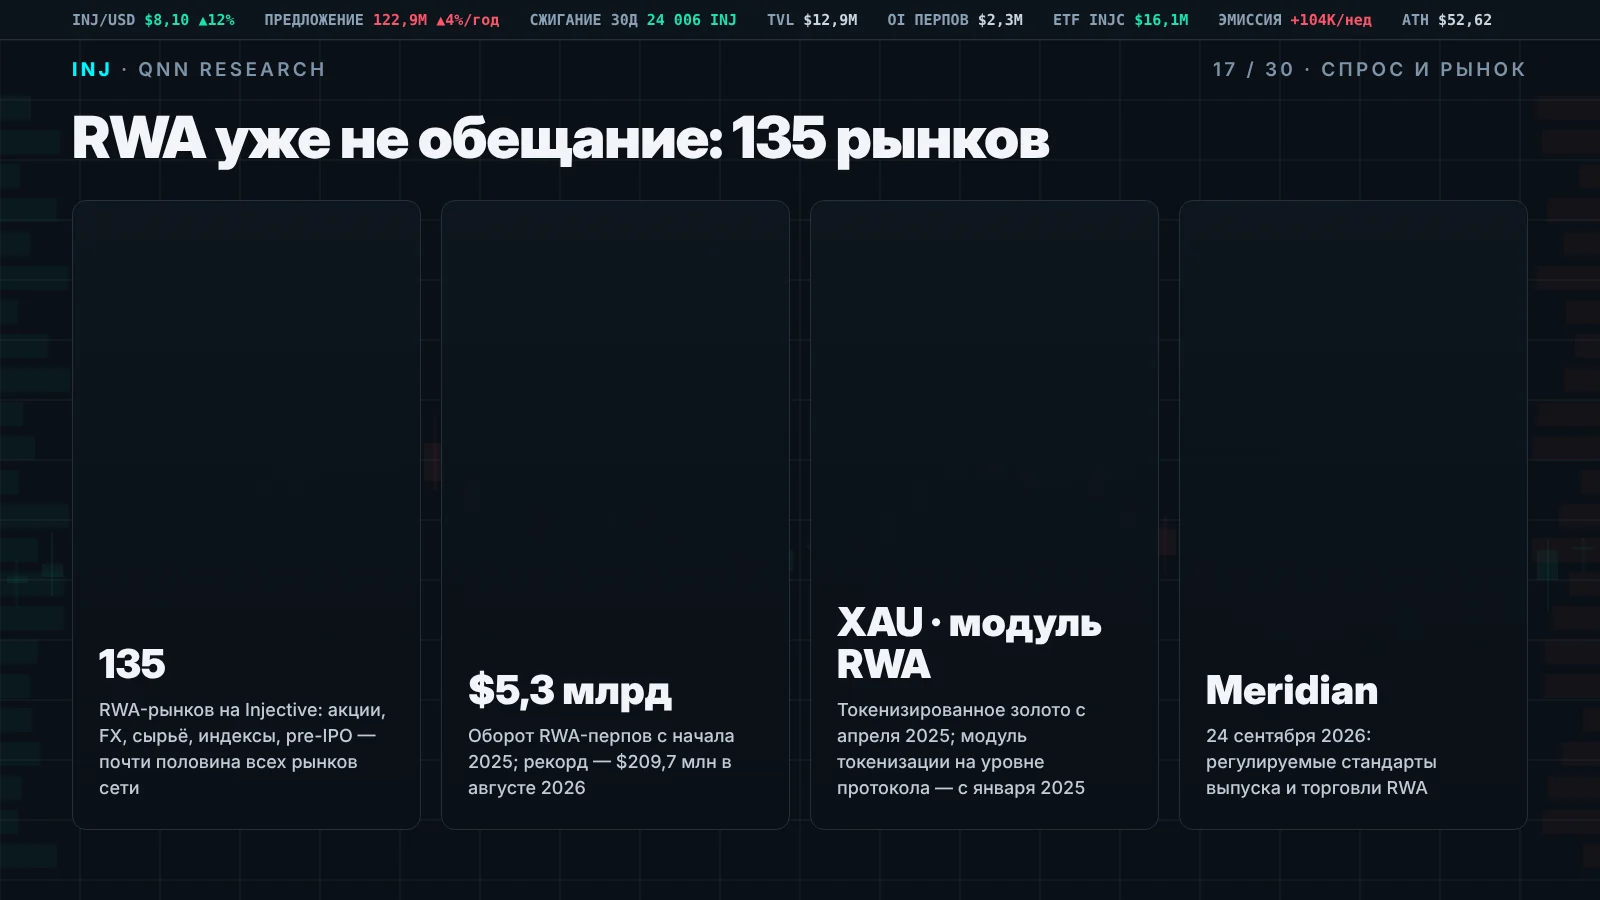 INJ/USD $8,10 ▲12% ПРЕДЛОЖЕНИЕ 122,9M ▲4%/год СЖИГАНИЕ 30Д 24 006 INJ TVL $12,9M OI ПЕРПОВ $2,3M ETF INJC $16,1M ЭМИССИЯ +104K/нед ATH $52,62
INJ · QNN RESEARCH
17 / 30 · СПРОС И РЫНОК
RWA уже не обещание: 135 рынков
135
RWA-рынков на Injective: акции,
FX, сырьё, индексы, pre-IPO —
почти половина всех рынков
сети
$5,3 млрд
Оборот RWA-перпов с начала
2025; рекорд — $209,7 млн в
августе 2026
XAU · модуль
RWA
Токенизированное золото с
апреля 2025; модуль
токенизации на уровне
протокола — с января 2025
Meridian
24 сентября 2026:
регулируемые стандарты
выпуска и торговли RWA